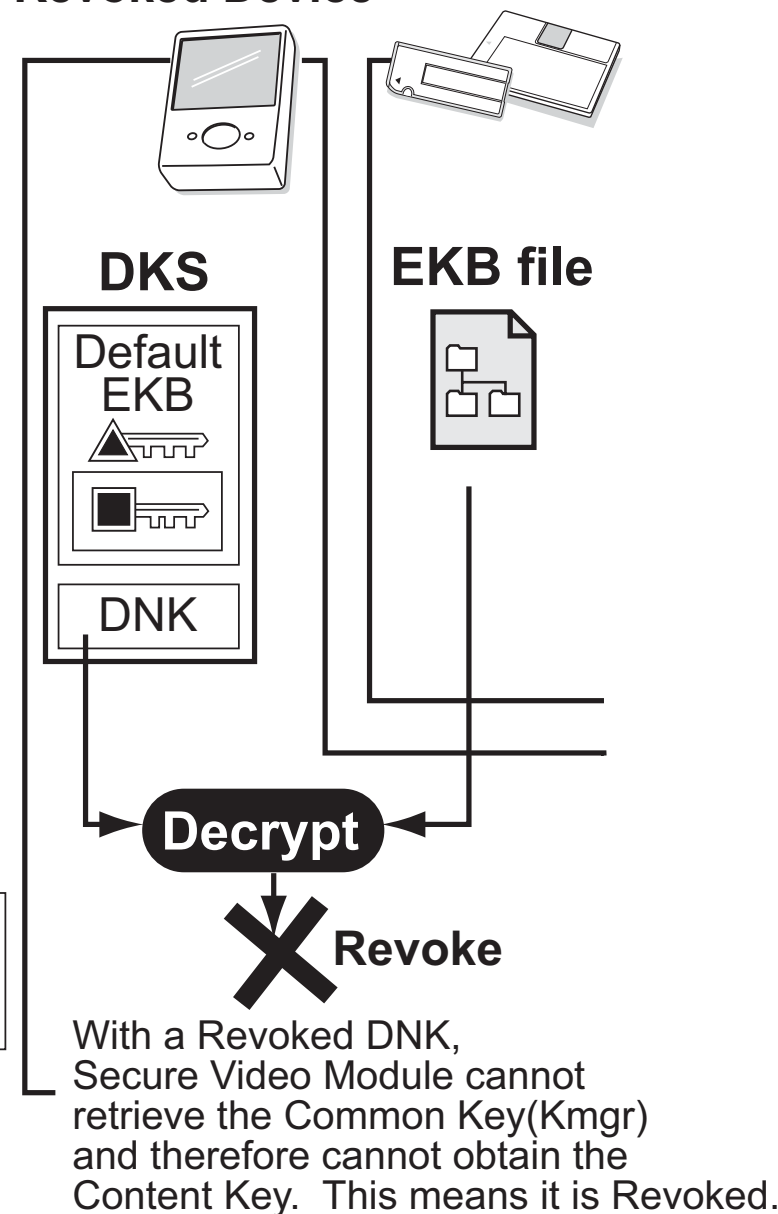 Revoked Device
DKS
EKB file
Default
EKB
DNK
Decrypt
Revoke
With a Revoked DNK,
Secure Video Module cannot
retrieve the Common Key(Kmgr)
and therefore cannot obtain the
Content Key. This means it is Revoked.